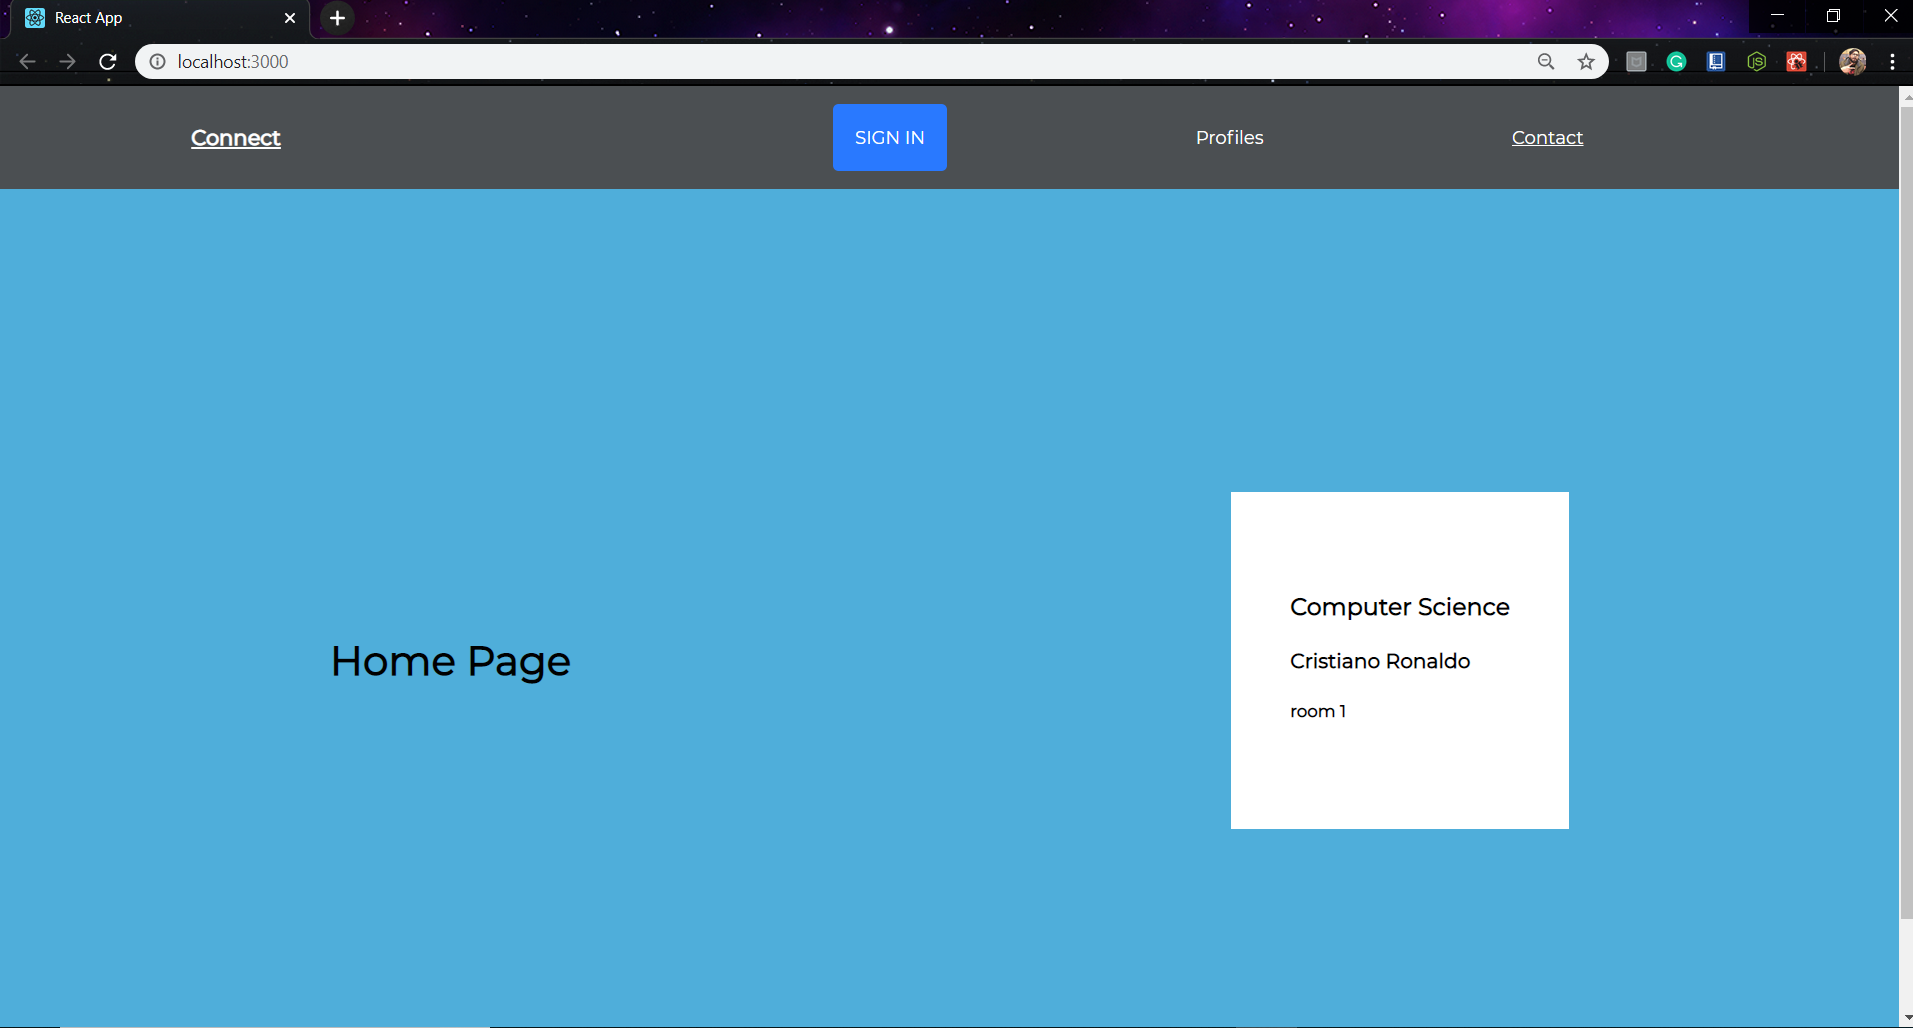 React App
localhost:3000
Connect
SIGN IN
Profiles
Contact
Home Page
Computer Science
Cristiano Ronaldo
room 1